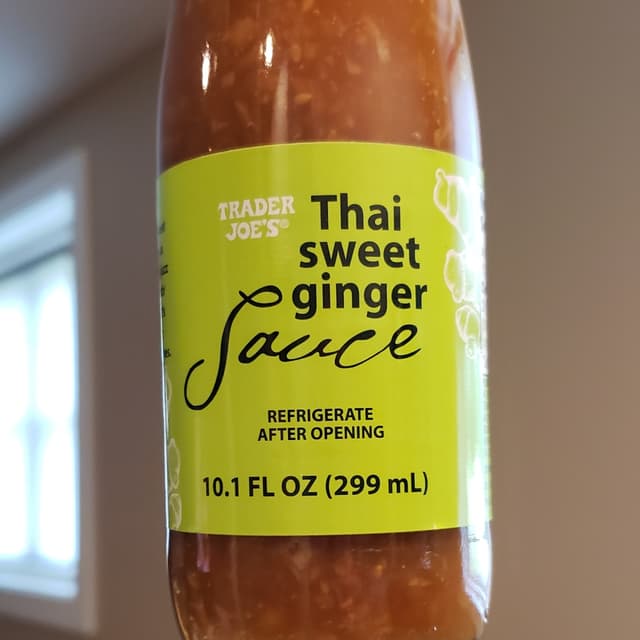 TRADER
JOE'S®
Thai
sweet
ginger
Sauce
REFRIGERATE
AFTER OPENING
10.1 FL OZ (299 mL)